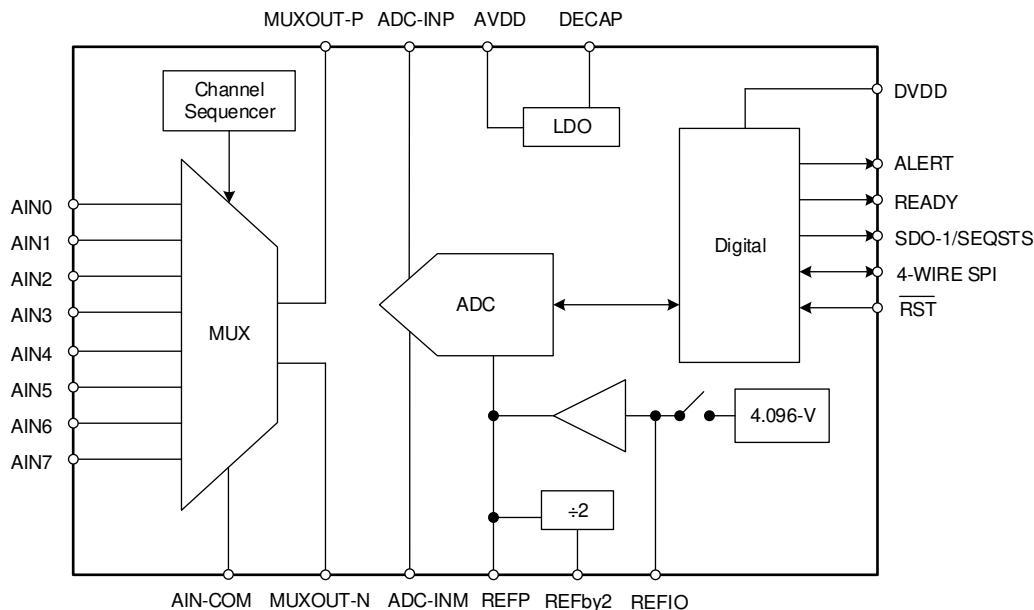 MUXOUT-P ADC-INP AVDD DECAP
Channel
Sequencer
LDO
DVDD
ALERT
READY
SDO-1/SEQSTS
4-WIRE SPI
RST
Digital
AIN0
AIN1
AIN2
AIN3
AIN4
AIN5
AIN6
AIN7
MUX
ADC
4.096-V
÷2
AIN-COM MUXOUT-N ADC-INM REFP REFby2 REFIO